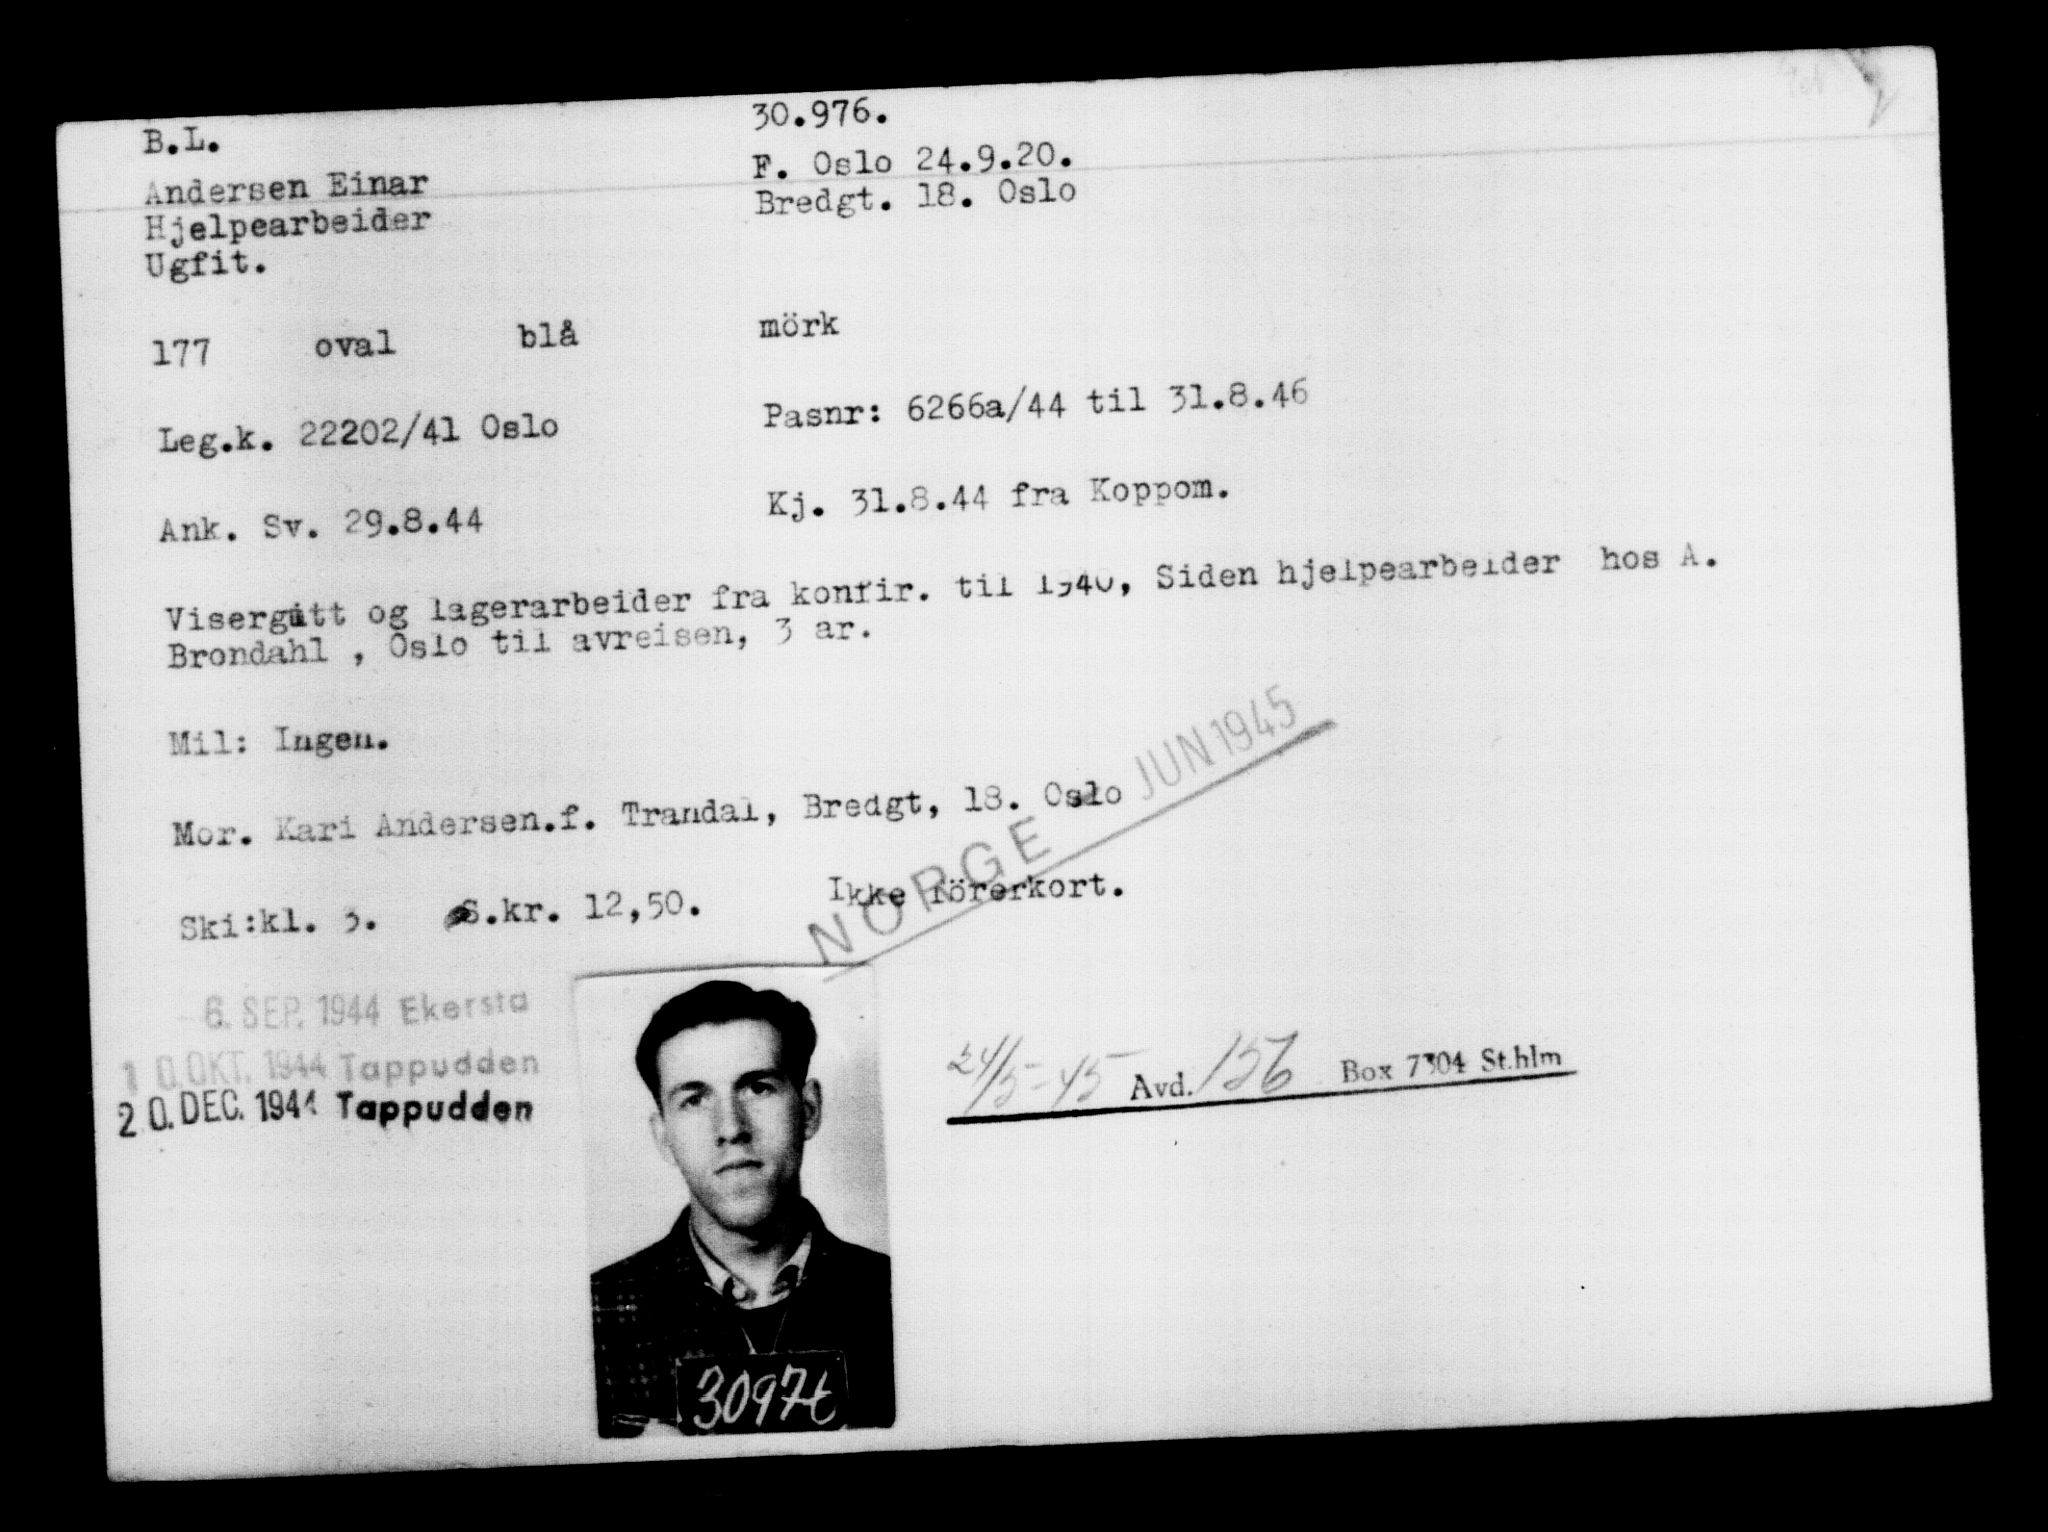 B.L.
30.976.
Andersen Einar
F. Oslo 24.9.20.
Hjelpearbeider
Bredgt. 18. Oslo
Ugfit.
177 oval blå mörk
Leg.k. 22202/41 Oslo
Pasnr: 6266a/44 til 31.8.46
Ank. Sv. 29.8.44
Kj. 31.8.44 fra Koppom.
Visergutt og lagerarbeider fra konfir. til 1940, Siden hjelpearbeider hos A.
Brondahl , Oslo til avreisen, 3 ar.
Mil: Ingen.
Mor. Kari Andersen.f. Trandal, Bredgt, 18. Oslo
NORGE JUN 1945
Ski:kl. 3. S.kr. 12,50. Ikke förerkort.
6. SEP. 1944 Ekersta
10. OKT. 1944 Tappudden
20. DEC. 1944 Tappudden
24/5-45 Avd. 156 Box 7304 St.hlm
30976